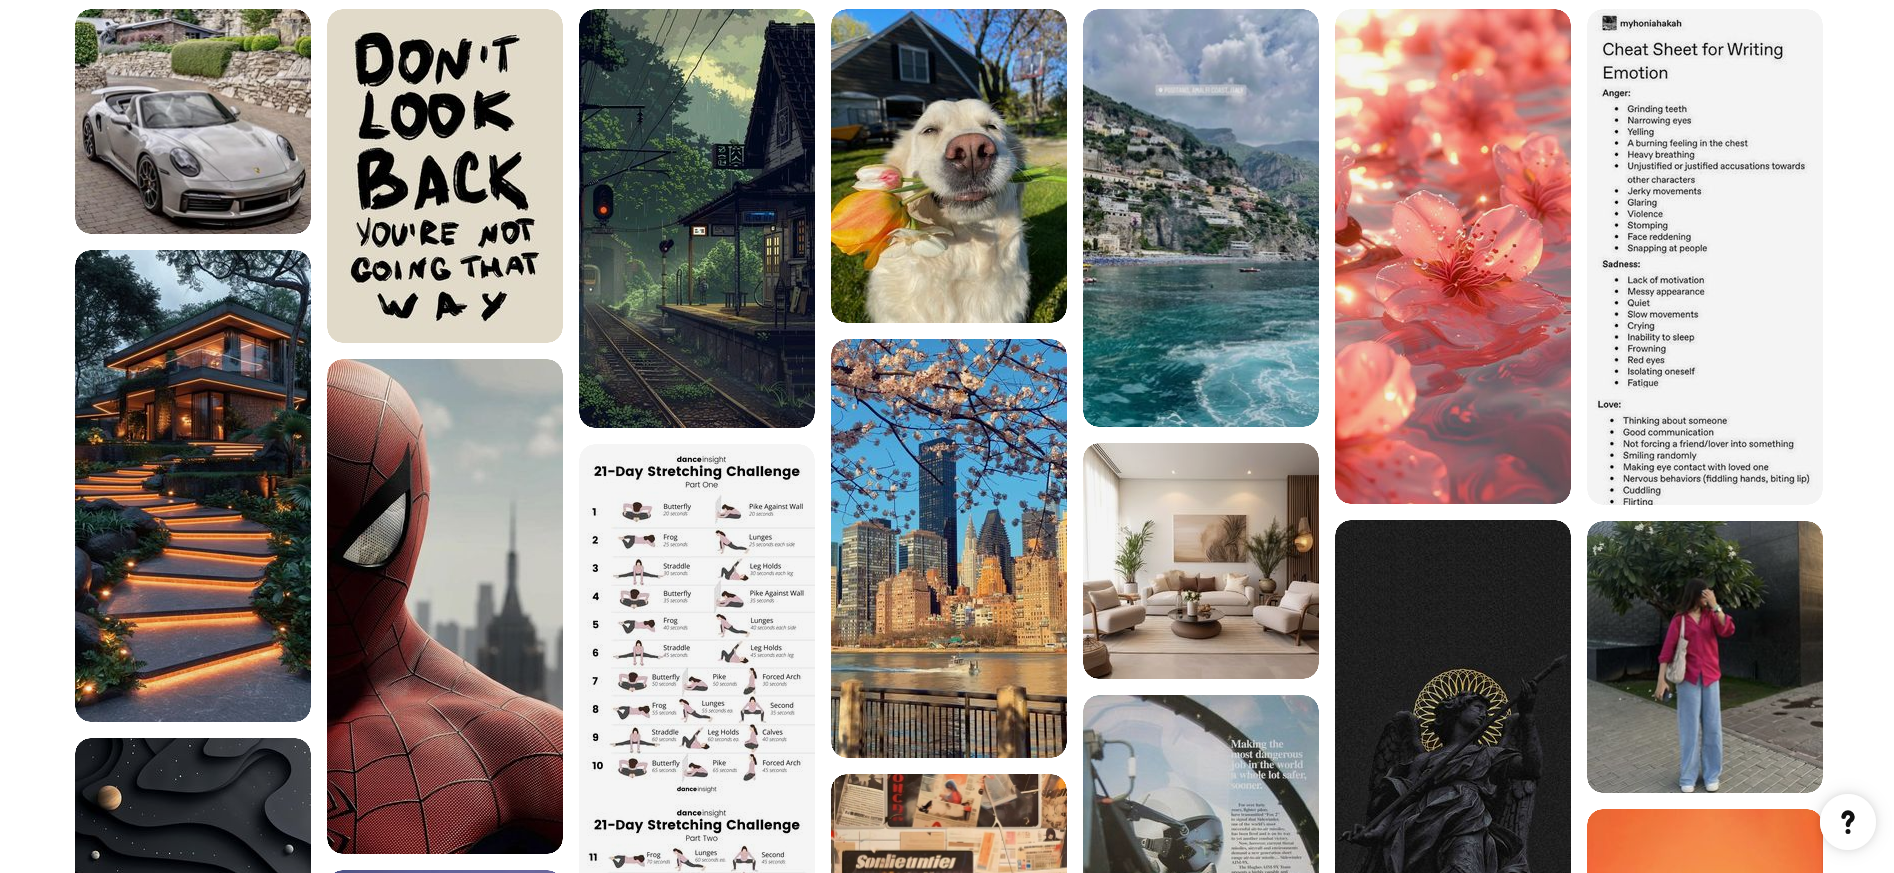 DON'T
LOOK
BACK
YOU'RE NOT
GOING THAT
WAY
danceinsight
21-Day Stretching Challenge
Part One
1
Butterfly
20 seconds
Pike Against Wall
20 seconds
2
Frog
25 seconds
Lunges
25 seconds each side
3
Straddle
30 seconds
Leg Holds
30 seconds each leg
4
Butterfly
35 seconds
Pike Against Wall
35 seconds
5
Frog
40 seconds
Lunges
40 seconds each side
6
Straddle
45 seconds
Leg Holds
45 seconds each leg
7
Butterfly
50 seconds
Pike
50 seconds
Forced Arch
30 seconds
8
Frog
55 seconds
Lunges
55 seconds ea.
Second
35 seconds
9
Straddle
60 seconds
Leg Holds
60 seconds ea.
Calves
40 seconds
10
Butterfly
65 seconds
Pike
65 seconds
Forced Arch
45 seconds
danceinsight
danceinsight
21-Day Stretching Challenge
Part Two
11
Frog
70 seconds
Lunges
60 seconds ea.
Second
45 seconds
Making the
most dangerous
job in the world
a whole lot safer,
sooner.
myhoniahakah
Cheat Sheet for Writing
Emotion
Anger:
• Grinding teeth
• Narrowing eyes
• Yelling
• A burning feeling in the chest
• Heavy breathing
• Unjustified or justified accusations towards
other characters
• Jerky movements
• Glaring
• Violence
• Stomping
• Face reddening
• Snapping at people
Sadness:
• Lack of motivation
• Messy appearance
• Quiet
• Slow movements
• Crying
• Inability to sleep
• Frowning
• Red eyes
• Isolating oneself
• Fatigue
Love:
• Thinking about someone
• Good communication
• Not forcing a friend/lover into something
• Smiling randomly
• Making eye contact with loved one
• Nervous behaviors (fiddling hands, biting lip)
• Cuddling
• Flirting
?